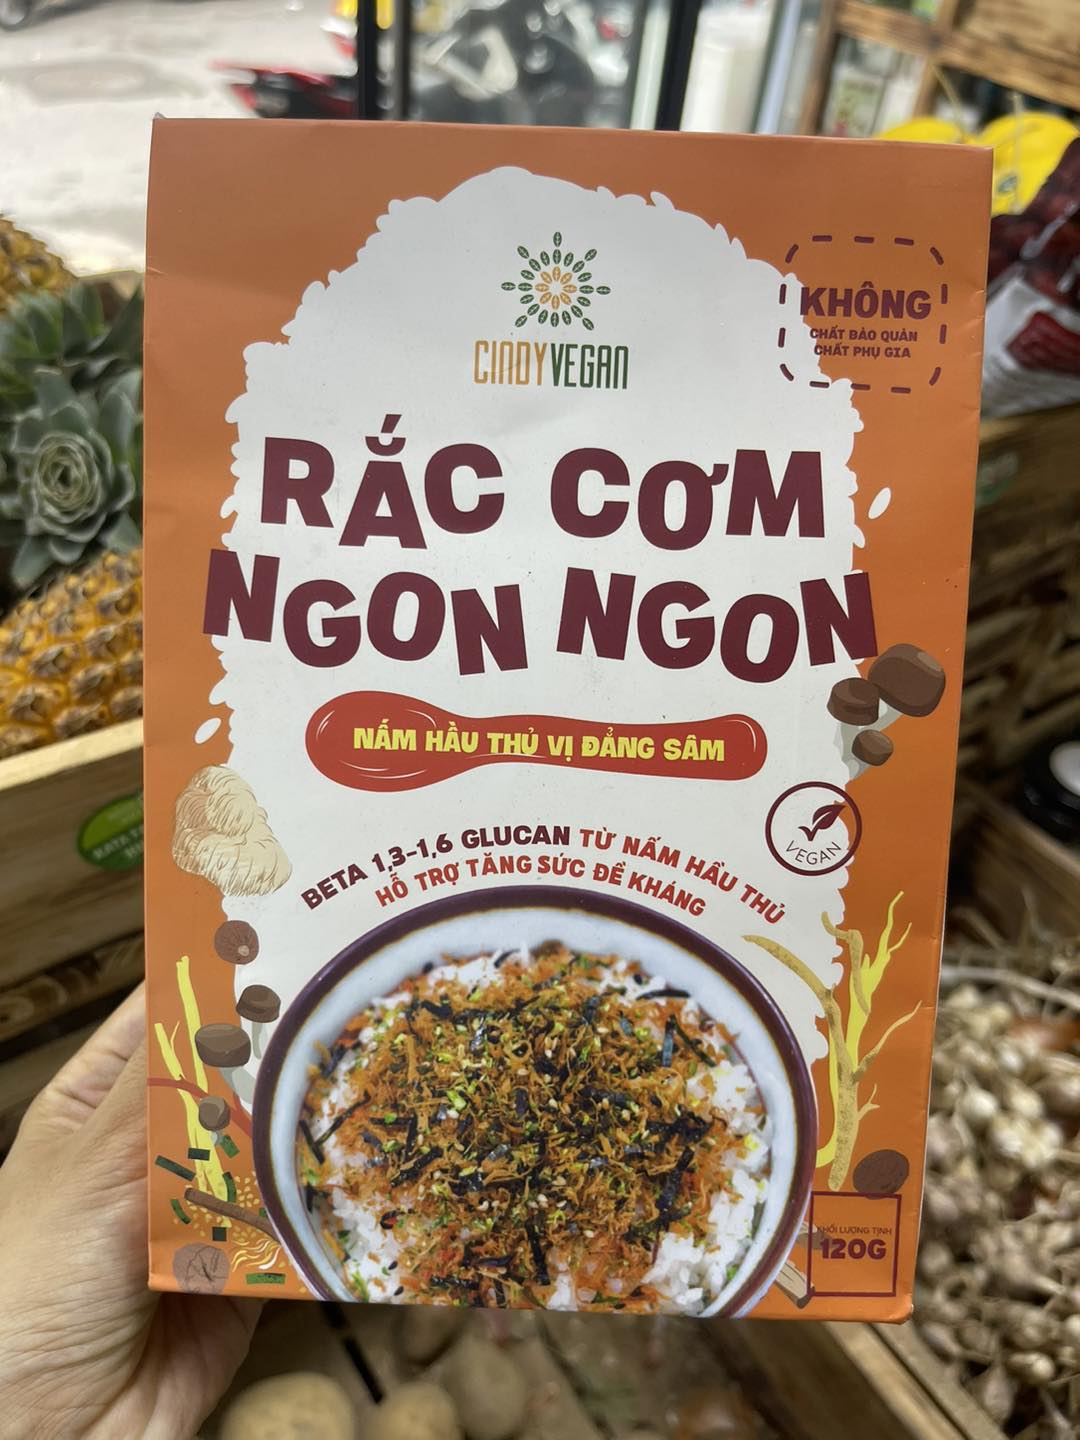 CINDYVEGAN
KHÔNG
CHẤT BẢO QUẢN
CHẤT PHỤ GIA
RẮC CƠM
NGON NGON
NẤM HẦU THỦ VỊ ĐẲNG SÂM
VEGAN
BETA 1,3-1,6 GLUCAN TỪ NẤM HẦU THỦ
HỖ TRỢ TĂNG SỨC ĐỀ KHÁNG
KHỐI LƯỢNG TỊNH
120G